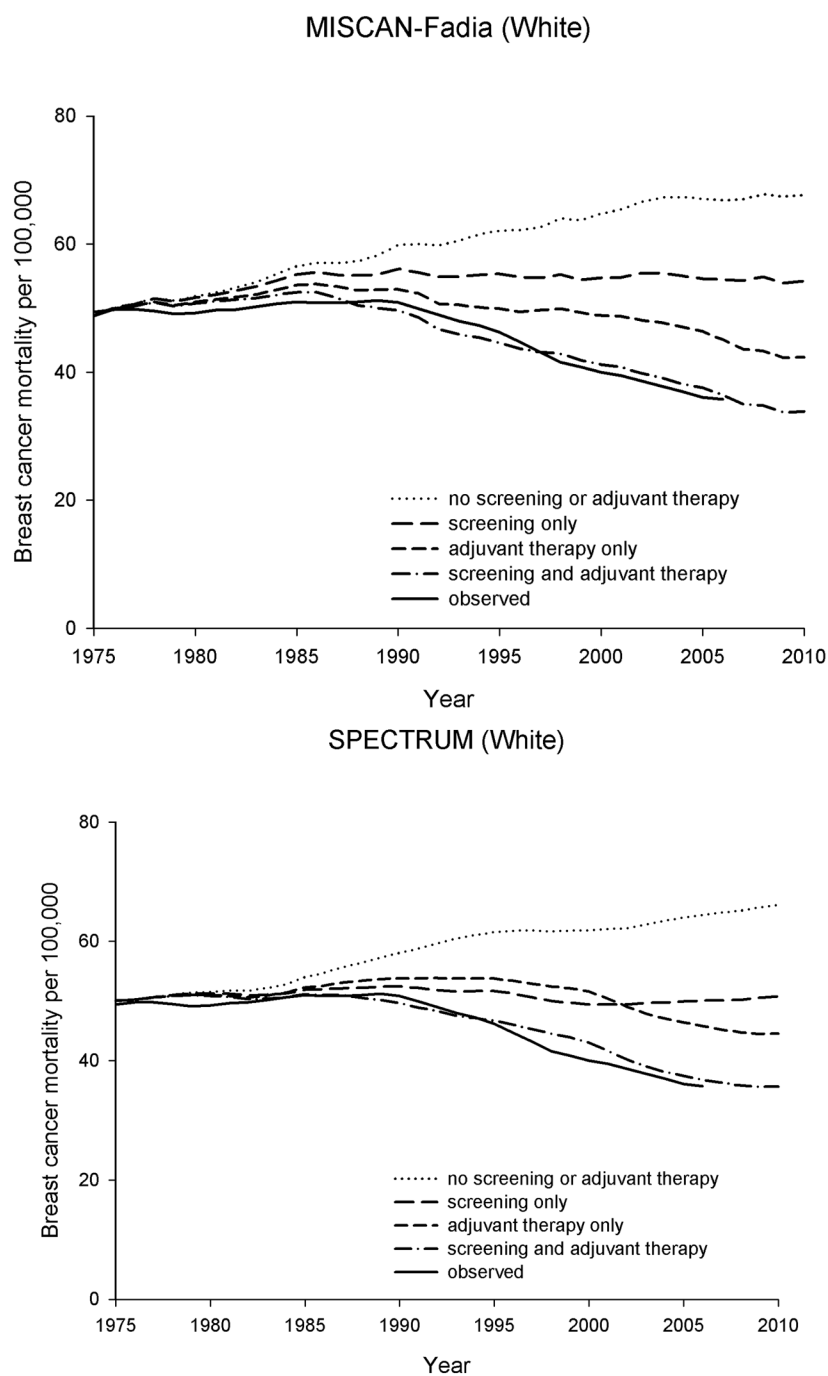 MISCAN-Fadia (White)
80
60
40
20
0
Breast cancer mortality per 100,000
no screening or adjuvant therapy
screening only
adjuvant therapy only
screening and adjuvant therapy
observed
1975 1980 1985 1990 1995 2000 2005 2010
Year
SPECTRUM (White)
80
60
40
20
0
Breast cancer mortality per 100,000
no screening or adjuvant therapy
screening only
adjuvant therapy only
screening and adjuvant therapy
observed
1975 1980 1985 1990 1995 2000 2005 2010
Year